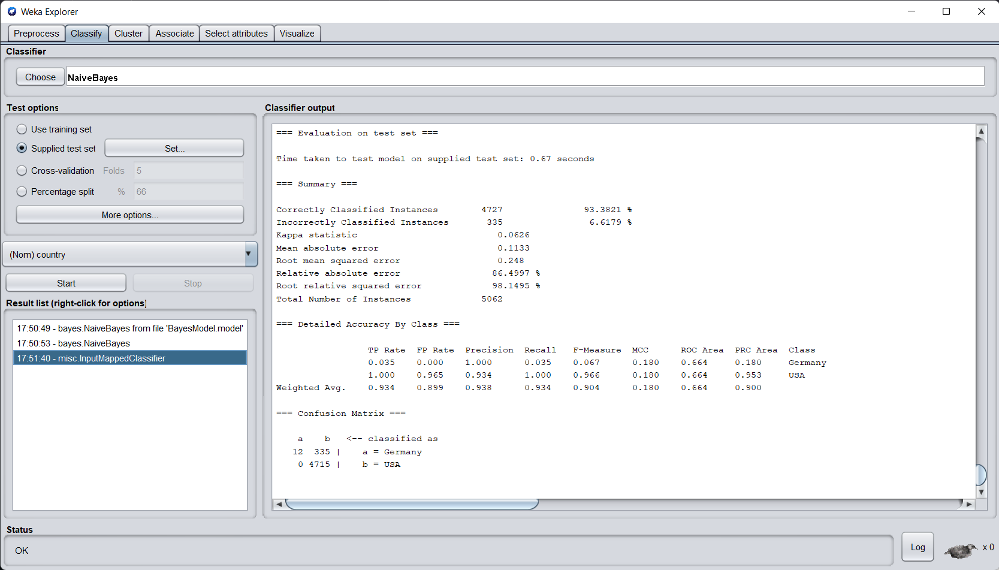 Weka Explorer
Preprocess Classify Cluster Associate Select attributes Visualize
Classifier
Choose NaiveBayes
Test options
Use training set
Supplied test set Set...
Cross-validation Folds 5
Percentage split % 66
More options...
(Nom) country
Start Stop
Result list (right-click for options)
17:50:49 - bayes.NaiveBayes from file 'BayesModel.model'
17:50:53 - bayes.NaiveBayes
17:51:40 - misc.InputMappedClassifier
Classifier output
=== Evaluation on test set ===
Time taken to test model on supplied test set: 0.67 seconds
=== Summary ===
Correctly Classified Instances 4727 93.3821 %
Incorrectly Classified Instances 335 6.6179 %
Kappa statistic 0.0626
Mean absolute error 0.1133
Root mean squared error 0.248
Relative absolute error 86.4997 %
Root relative squared error 98.1495 %
Total Number of Instances 5062
=== Detailed Accuracy By Class ===
TP Rate FP Rate Precision Recall F-Measure MCC ROC Area PRC Area Class
0.035 0.000 1.000 0.035 0.067 0.180 0.664 0.180 Germany
1.000 0.965 0.934 1.000 0.966 0.180 0.664 0.953 USA
Weighted Avg. 0.934 0.899 0.938 0.934 0.904 0.180 0.664 0.900
=== Confusion Matrix ===
a b <-- classified as
12 335 | a = Germany
0 4715 | b = USA
Status
OK
Log x 0